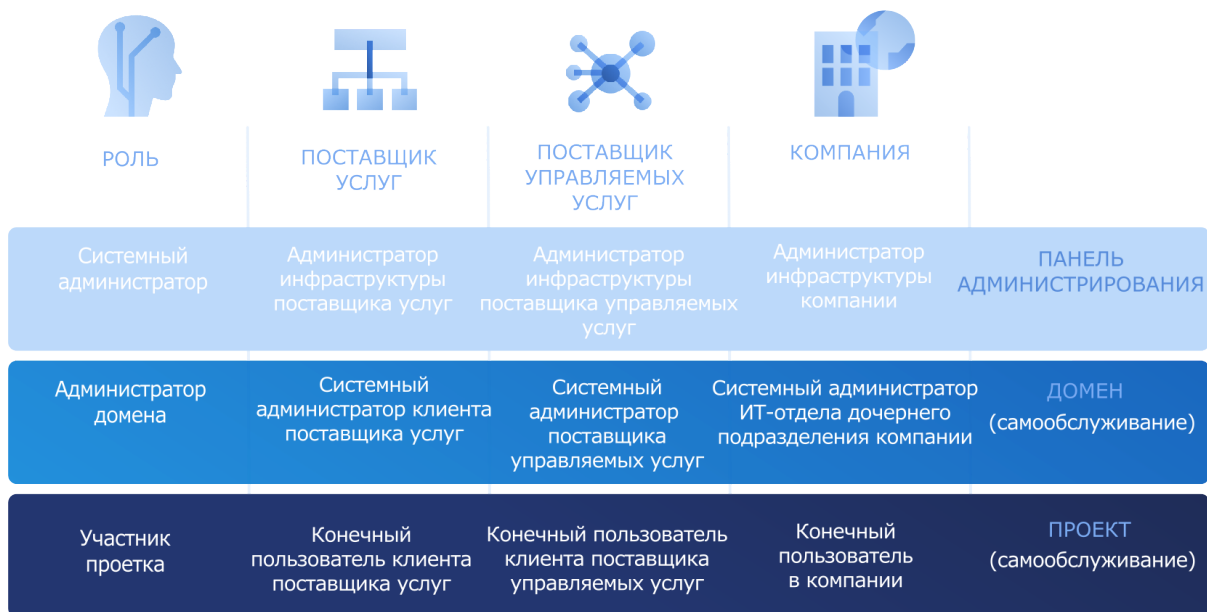 РОЛЬ
ПОСТАВЩИК
УСЛУГ
ПОСТАВЩИК
УПРАВЛЯЕМЫХ
УСЛУГ
КОМПАНИЯ
Системный
администратор
Администратор
инфраструктуры
поставщика услуг
Администратор
инфраструктуры
поставщика управляемых
услуг
Администратор
инфраструктуры
компании
ПАНЕЛЬ
АДМИНИСТРИРОВАНИЯ
Администратор
домена
Системный
администратор клиента
поставщика услуг
Системный
администратор
поставщика
управляемых услуг
Системный администратор
ИТ-отдела дочернего
подразделения компании
ДОМЕН
(самообслуживание)
Участник
проетка
Конечный
пользователь клиента
поставщика услуг
Конечный пользователь
клиента поставщика
управляемых услуг
Конечный
пользователь
в компании
ПРОЕКТ
(самообслуживание)